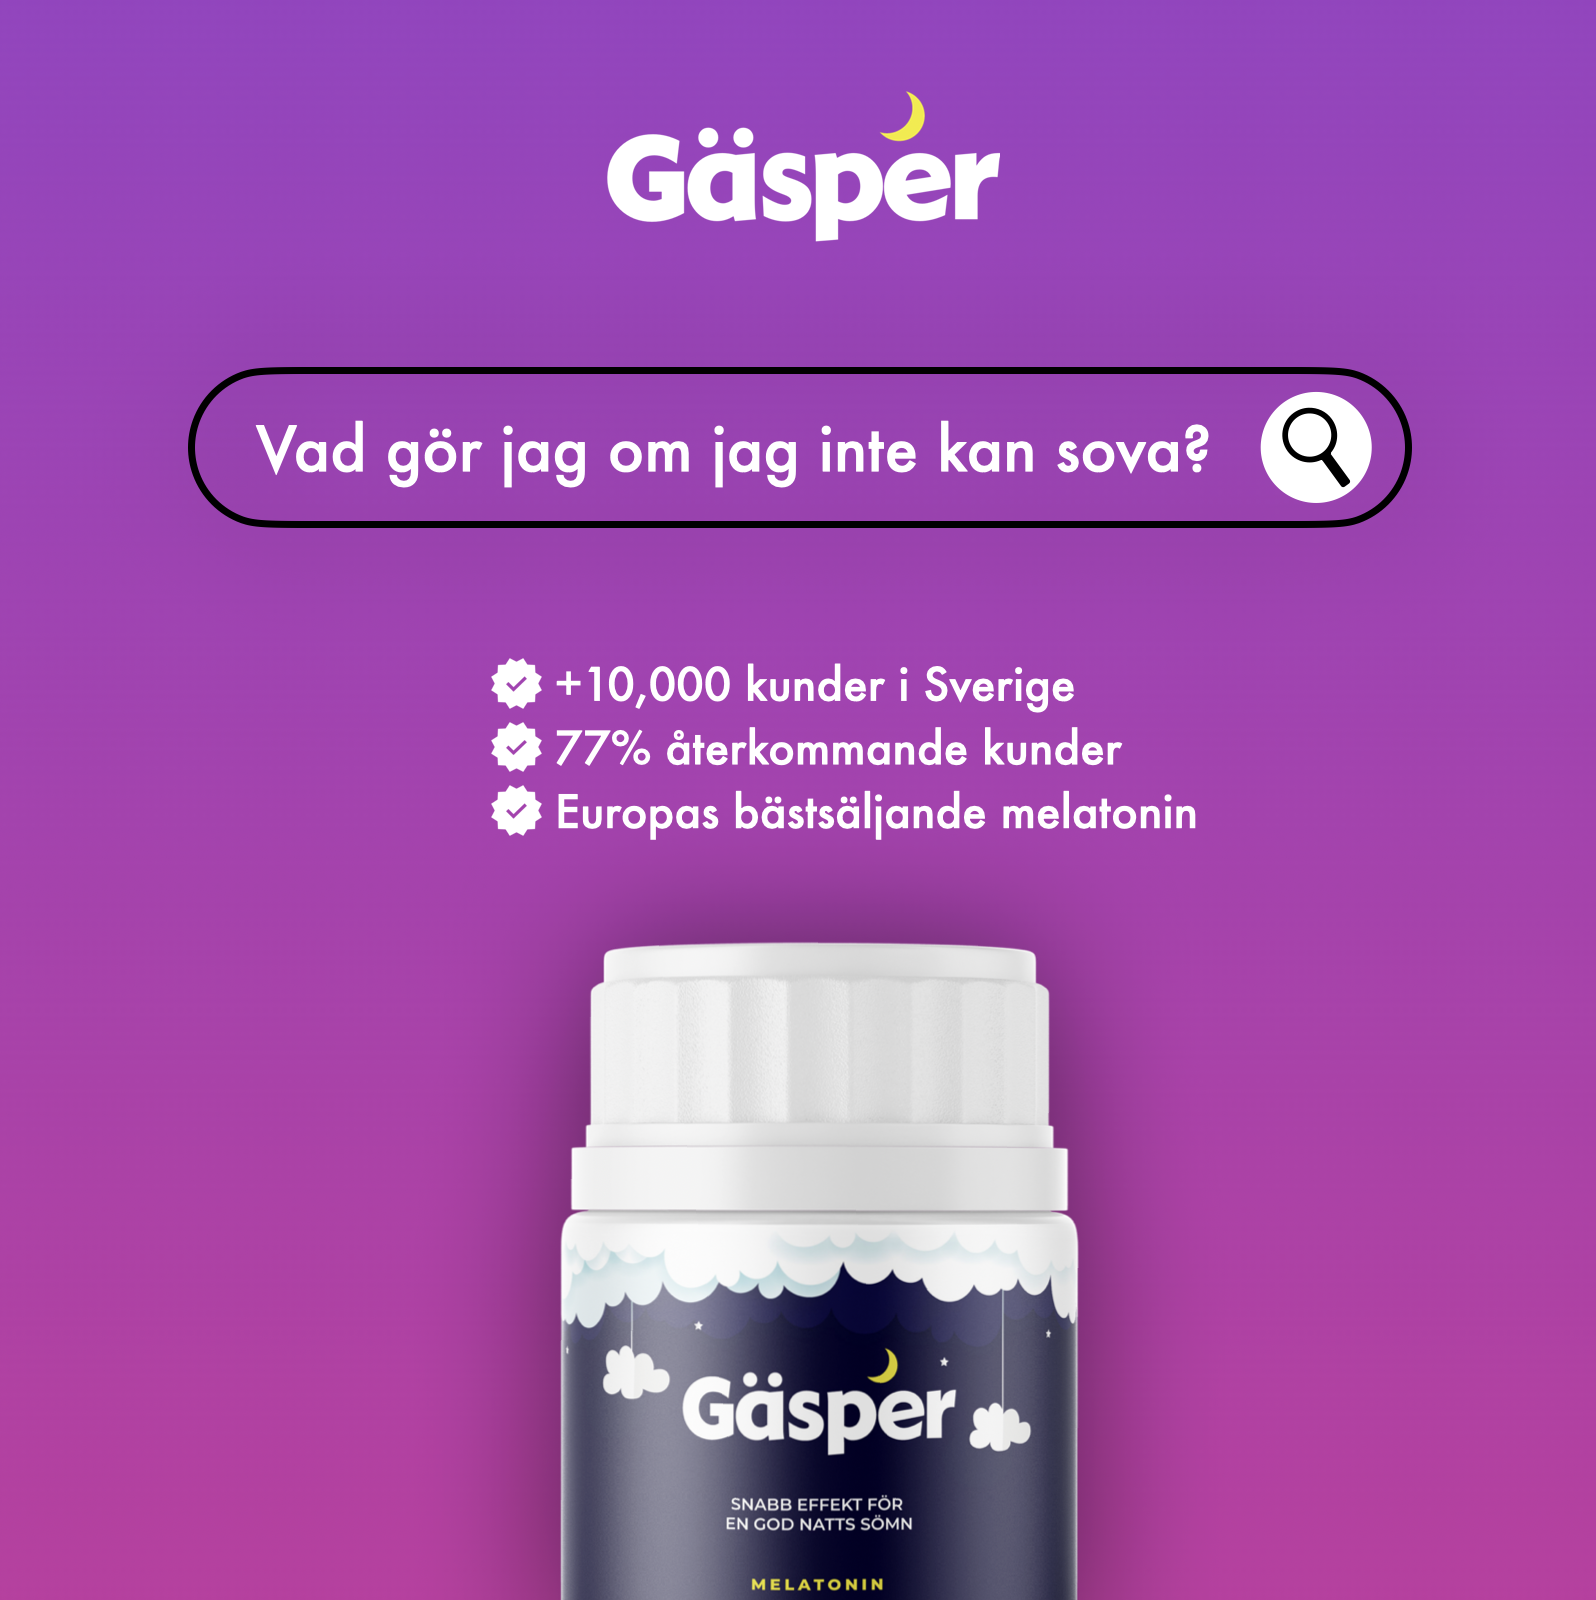 Gäsper
Vad gör jag om jag inte kan sova?
+10,000 kunder i Sverige
77% återkommande kunder
Europas bästsäljande melatonin
Gäsper
SNABB EFFEKT FÖR
EN GOD NATTS SÖMN
MELATONIN